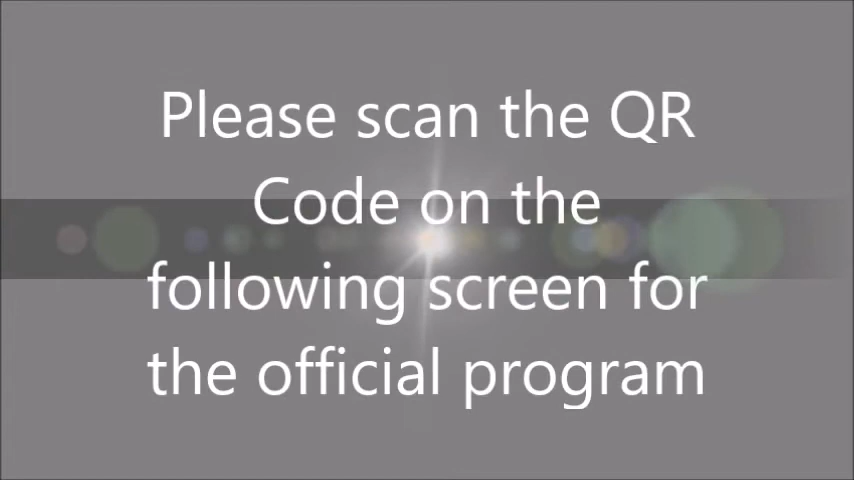 Please scan the QR
Code on the
following screen for
the official program